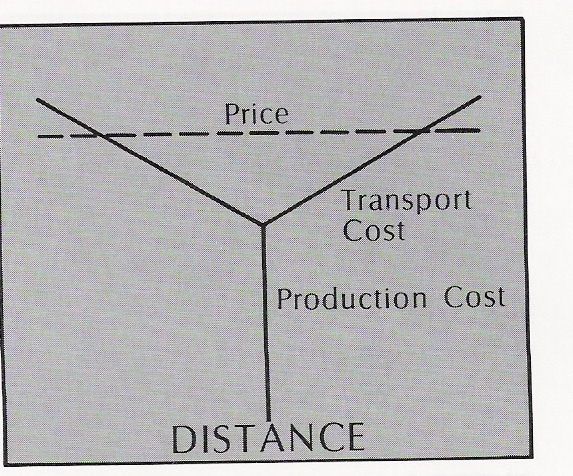 Price
Transport
Cost
Production Cost
DISTANCE